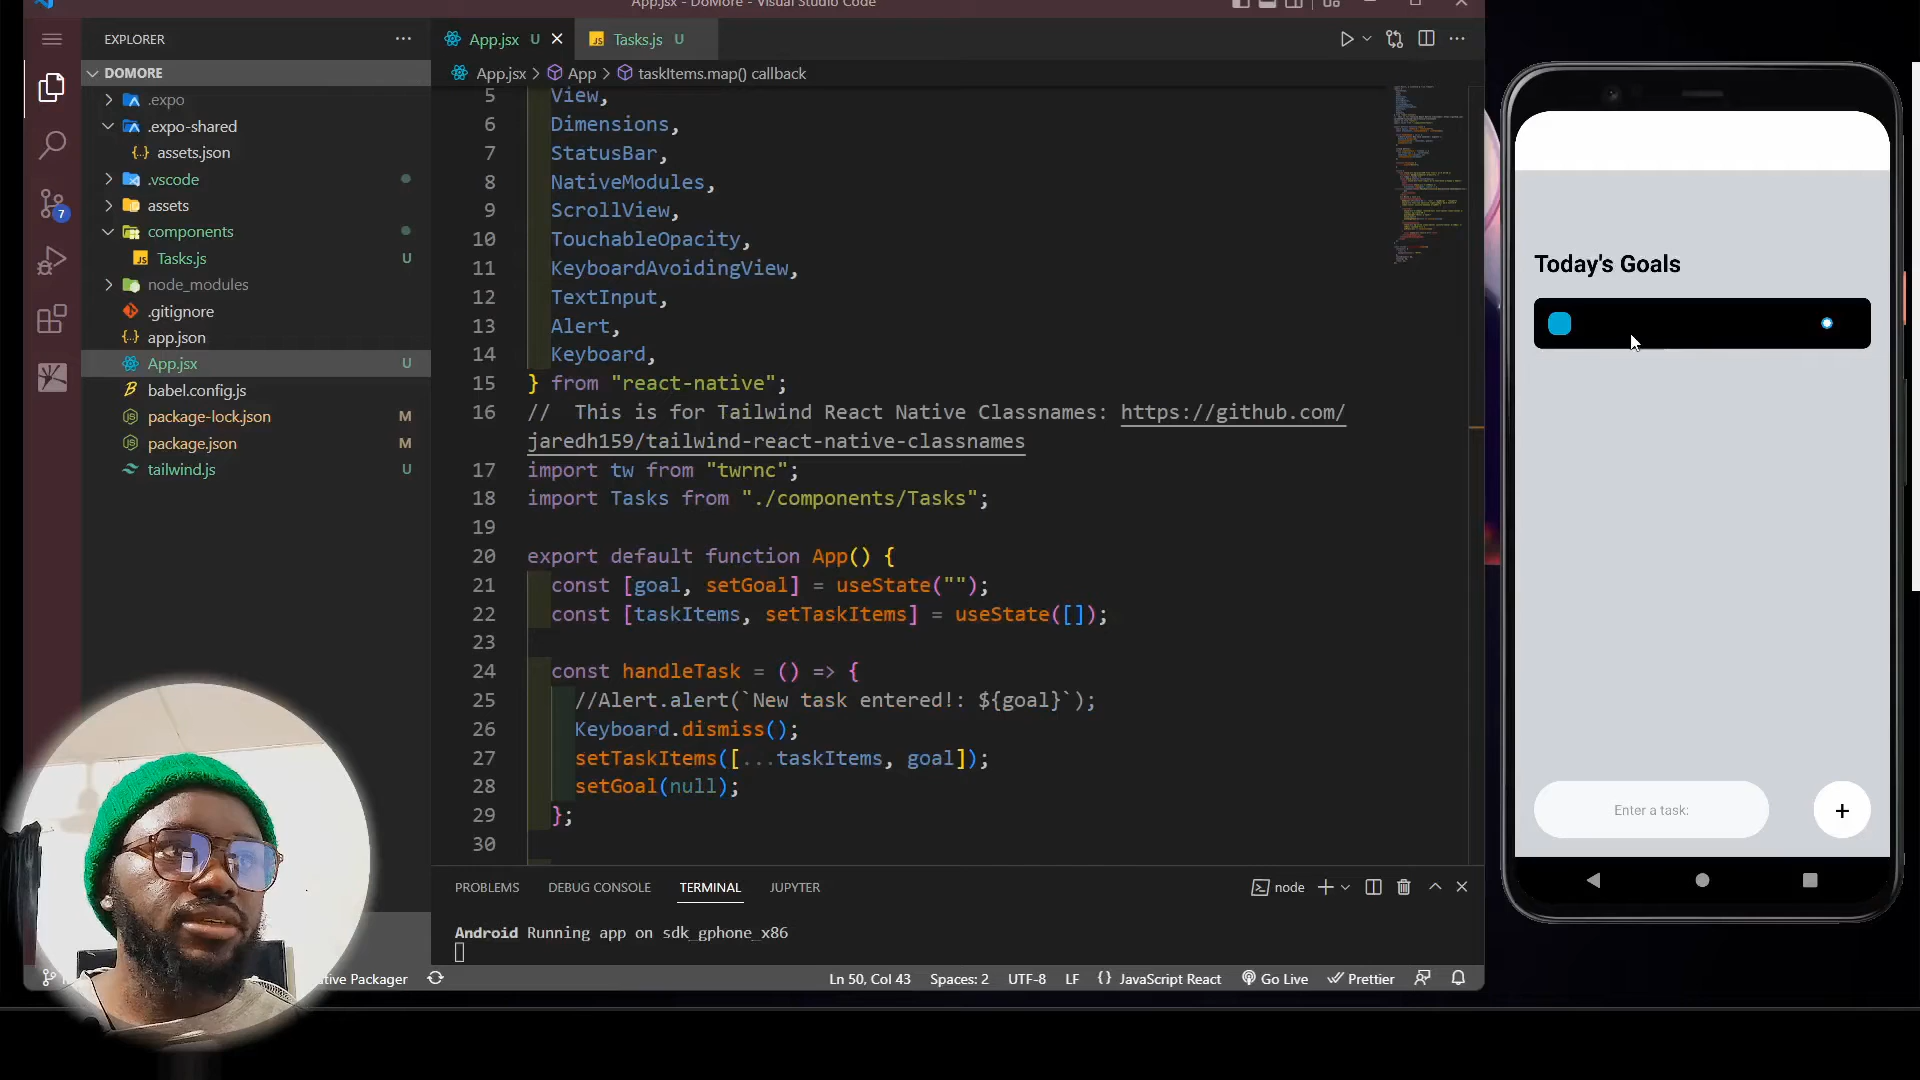 App.jsx - DoMore - Visual Studio Code
EXPLORER
App.jsx U
Tasks.js U
DOMORE
App.jsx > App > taskItems.map() callback
.expo
.expo-shared
assets.json
.vscode
assets
components
Tasks.js U
node_modules
.gitignore
app.json
App.jsx U
babel.config.js
package-lock.json M
package.json M
tailwind.js U
7
5 View,
6 Dimensions,
7 StatusBar,
8 NativeModules,
9 ScrollView,
10 TouchableOpacity,
11 KeyboardAvoidingView,
12 TextInput,
13 Alert,
14 Keyboard,
15 } from "react-native";
16 // This is for Tailwind React Native Classnames: https://github.com/
jaredh159/tailwind-react-native-classnames
17 import tw from "twrnc";
18 import Tasks from "./components/Tasks";
19
20 export default function App() {
21 const [goal, setGoal] = useState("");
22 const [taskItems, setTaskItems] = useState([]);
23
24 const handleTask = () => {
25 //Alert.alert(`New task entered!: ${goal}`);
26 Keyboard.dismiss();
27 setTaskItems([...taskItems, goal]);
28 setGoal(null);
29 };
30
PROBLEMS DEBUG CONSOLE TERMINAL JUPYTER
node
Android Running app on sdk_gphone_x86
ative Packager
Ln 50, Col 43 Spaces: 2 UTF-8 LF {} JavaScript React Go Live Prettier
Today's Goals
Enter a task:
+